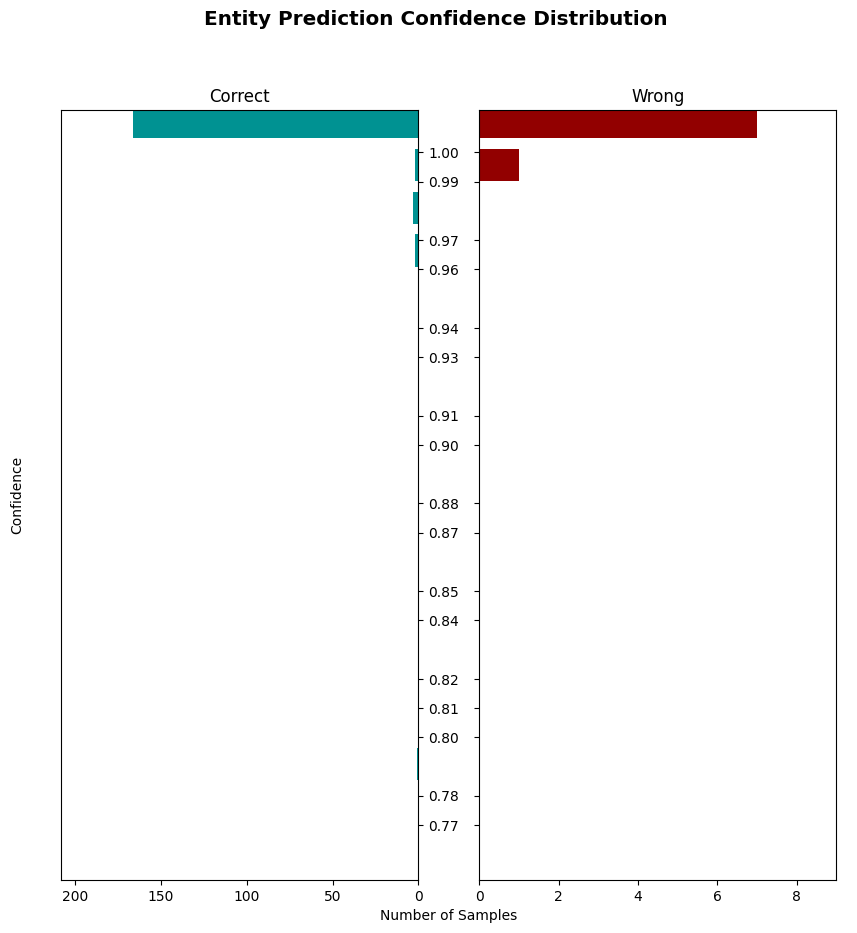 Entity Prediction Confidence Distribution
Correct
Wrong
1.00
0.99
0.97
0.96
0.94
0.93
0.91
0.90
0.88
0.87
0.85
0.84
0.82
0.81
0.80
0.78
0.77
Confidence
200 150 100 50 0
0 2 4 6 8
Number of Samples